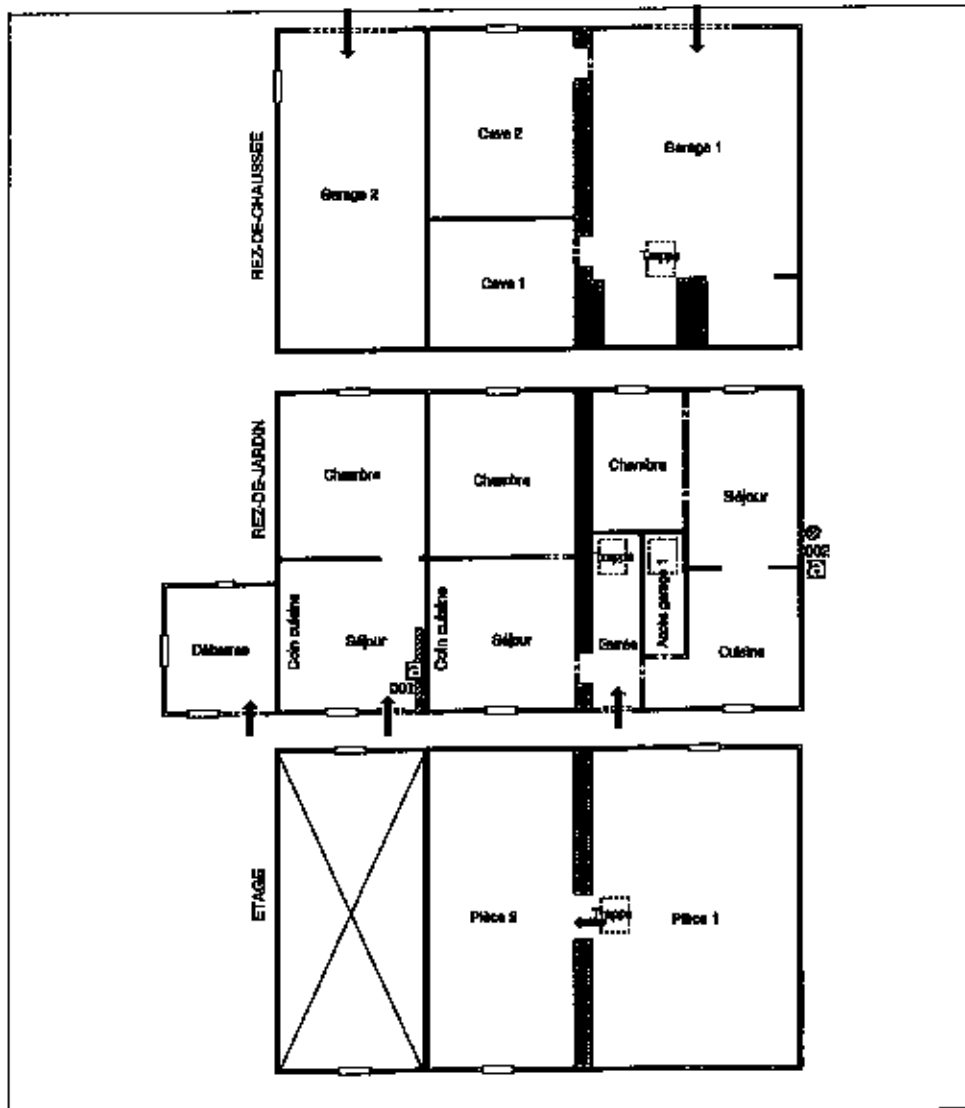 REZ-DE-CHAUSSEE
Garage 2
Cave 2
Garage 1
Trappe
Cave 1
REZ-DE-JARDIN
Chambre
Chambre
Chambre
Séjour
002
Trappe
Accès garage 1
Débarras
Coin cuisine
Séjour
001
Coin cuisine
Séjour
Entrée
Cuisine
ETAGE
Pièce 2
Trappe
Pièce 1